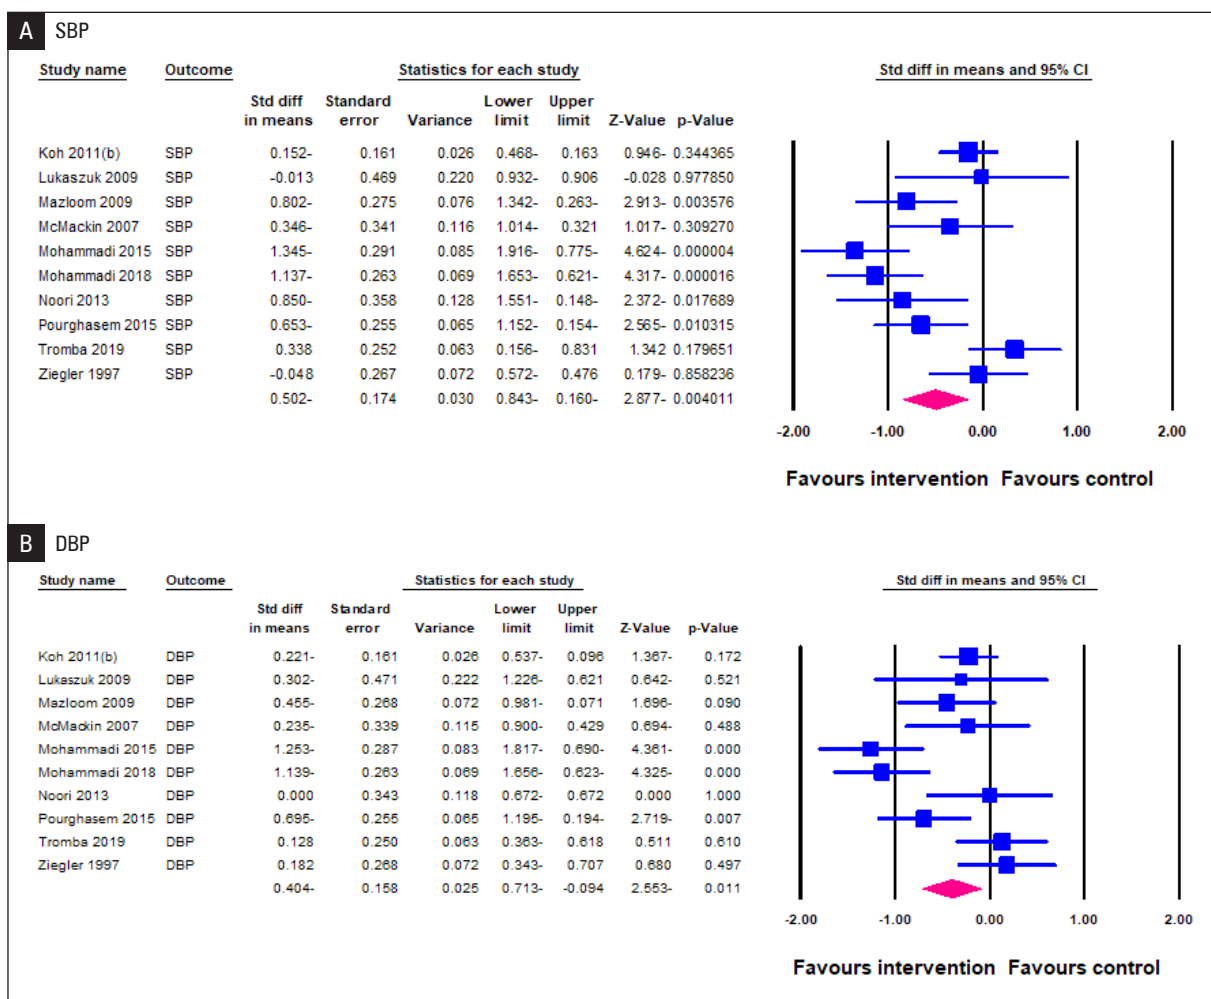 A SBP
Study name Outcome Statistics for each study Std diff in means and 95% CI
Std diff Standard Lower Upper
in means error Variance limit limit Z-Value p-Value
Koh 2011(b) SBP 0.152- 0.161 0.026 0.468- 0.163 0.946- 0.344365
Lukaszuk 2009 SBP -0.013 0.469 0.220 0.932- 0.906 -0.028 0.977850
Mazloom 2009 SBP 0.802- 0.275 0.076 1.342- 0.263- 2.913- 0.003576
McMackin 2007 SBP 0.346- 0.341 0.116 1.014- 0.321 1.017- 0.309270
Mohammadi 2015 SBP 1.345- 0.291 0.085 1.916- 0.775- 4.624- 0.000004
Mohammadi 2018 SBP 1.137- 0.263 0.069 1.653- 0.621- 4.317- 0.000016
Noori 2013 SBP 0.850- 0.358 0.128 1.551- 0.148- 2.372- 0.017689
Pourghasem 2015 SBP 0.653- 0.255 0.065 1.152- 0.154- 2.565- 0.010315
Tromba 2019 SBP 0.338 0.252 0.063 0.156- 0.831 1.342 0.179651
Ziegler 1997 SBP -0.048 0.267 0.072 0.572- 0.476 0.179- 0.858236
0.502- 0.174 0.030 0.843- 0.160- 2.877- 0.004011
-2.00 -1.00 0.00 1.00 2.00
Favours intervention Favours control
B DBP
Study name Outcome Statistics for each study Std diff in means and 95% CI
Std diff Standard Lower Upper
in means error Variance limit limit Z-Value p-Value
Koh 2011(b) DBP 0.221- 0.161 0.026 0.537- 0.096 1.367- 0.172
Lukaszuk 2009 DBP 0.302- 0.471 0.222 1.226- 0.621 0.642- 0.521
Mazloom 2009 DBP 0.455- 0.268 0.072 0.981- 0.071 1.696- 0.090
McMackin 2007 DBP 0.235- 0.339 0.115 0.900- 0.429 0.694- 0.488
Mohammadi 2015 DBP 1.253- 0.287 0.083 1.817- 0.690- 4.361- 0.000
Mohammadi 2018 DBP 1.139- 0.263 0.069 1.656- 0.623- 4.325- 0.000
Noori 2013 DBP 0.000 0.343 0.118 0.672- 0.672 0.000 1.000
Pourghasem 2015 DBP 0.695- 0.255 0.065 1.195- 0.194- 2.719- 0.007
Tromba 2019 DBP 0.128 0.250 0.063 0.363- 0.618 0.511 0.610
Ziegler 1997 DBP 0.182 0.268 0.072 0.343- 0.707 0.680 0.497
0.404- 0.158 0.025 0.713- -0.094 2.553- 0.011
-2.00 -1.00 0.00 1.00 2.00
Favours intervention Favours control